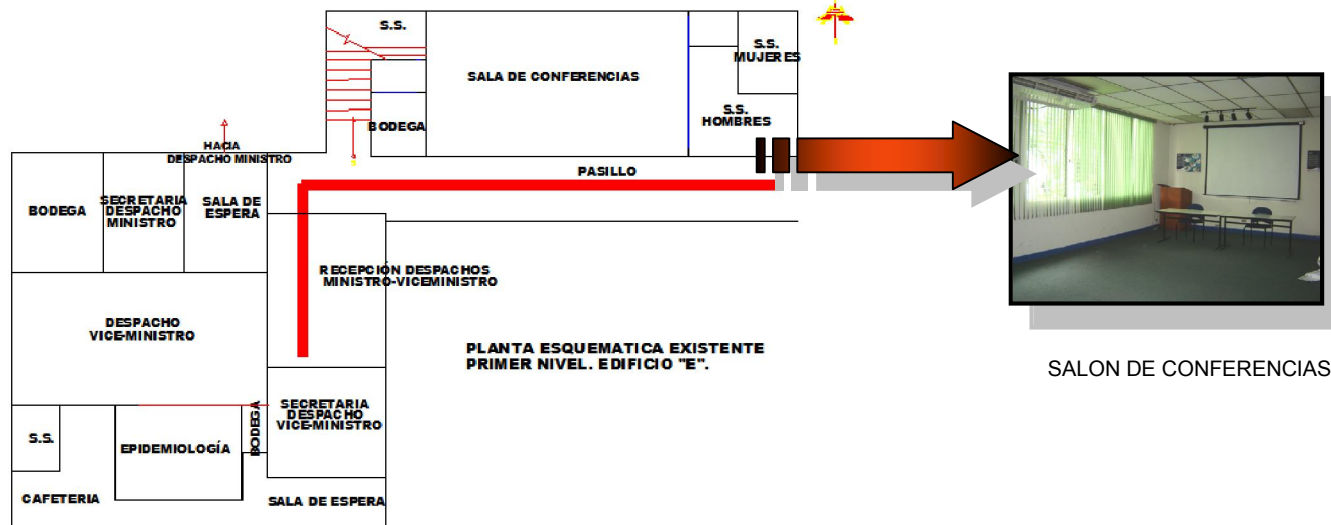 S.S.
S.S.
MUJERES
SALA DE CONFERENCIAS
S.S.
HOMBRES
BODEGA
HACIA
DESPACHO MINISTRO
PASILLO
BODEGA
SECRETARIA
DESPACHO
MINISTRO
SALA DE
ESPERA
RECEPCIÓN DESPACHOS
MINISTRO-VICEMINISTRO
DESPACHO
VICE-MINISTRO
PLANTA ESQUEMATICA EXISTENTE
PRIMER NIVEL. EDIFICIO "E".
SALON DE CONFERENCIAS
SECRETARIA
DESPACHO
VICE-MINISTRO
BODEGA
S.S.
EPIDEMIOLOGÍA
CAFETERIA
SALA DE ESPERA